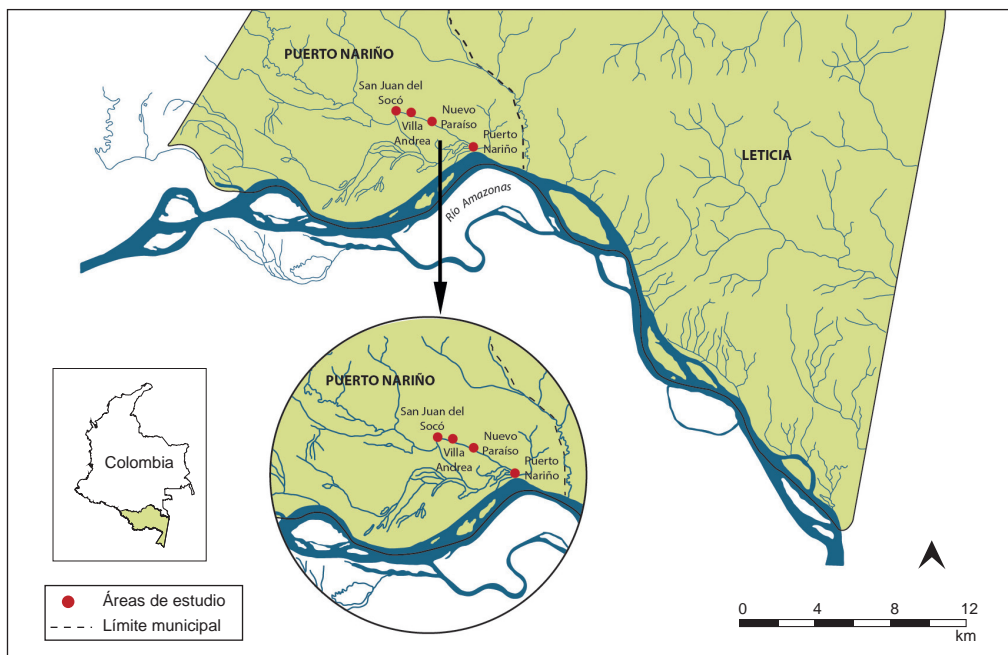 PUERTO NARIÑO
San Juan del
Socó
Villa
Andrea
Nuevo
Paraíso
Puerto
Nariño
LETICIA
Río Amazonas
PUERTO NARIÑO
San Juan del
Socó
Villa
Andrea
Nuevo
Paraíso
Puerto
Nariño
Colombia
Áreas de estudio
Límite municipal
0 4 8 12
km